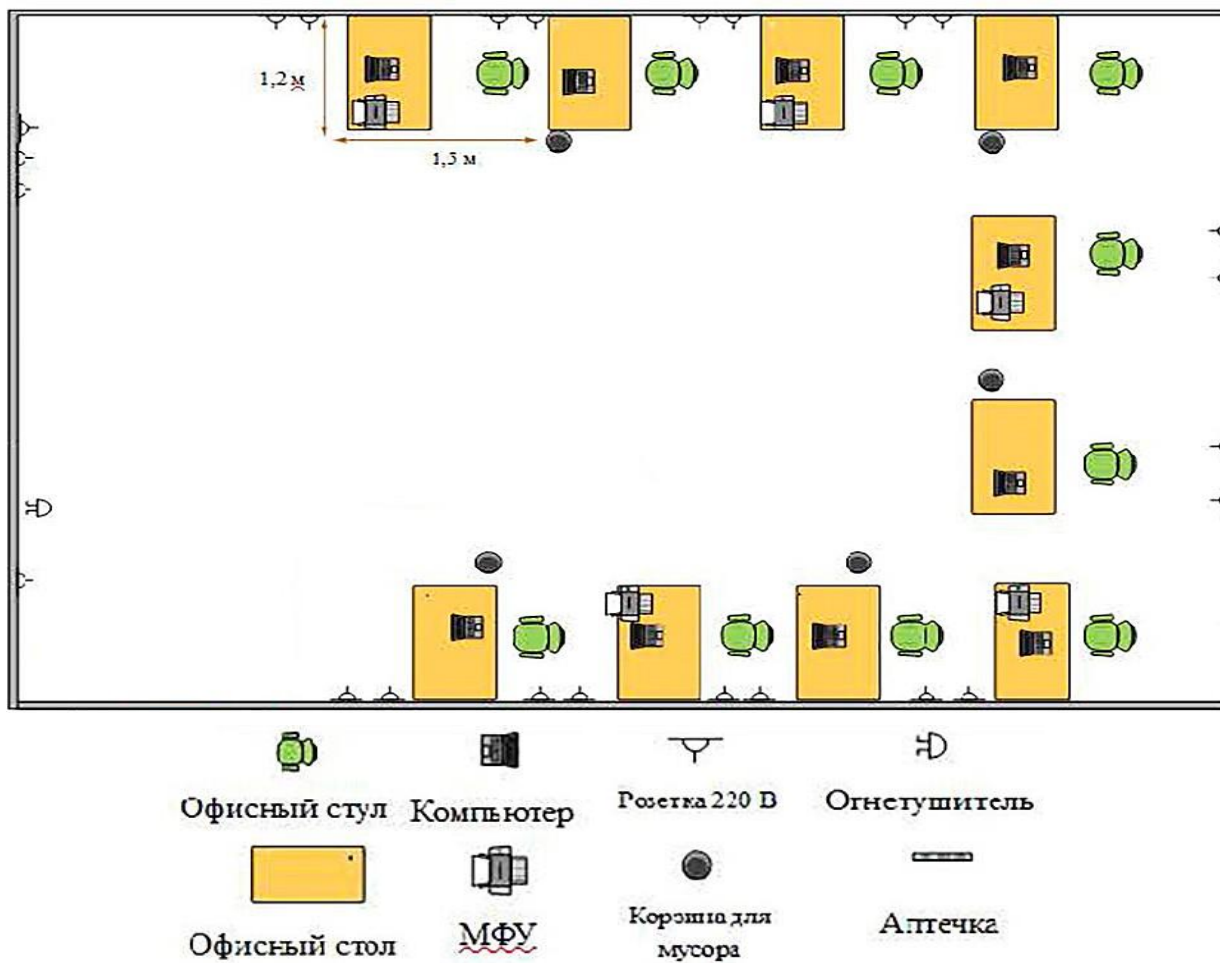 1,2 м
1,5 м
Офисный стул
Компьютер
Розетка 220 В
Огнетушитель
Офисный стол
МФУ
Корзина для
мусора
Аптечка